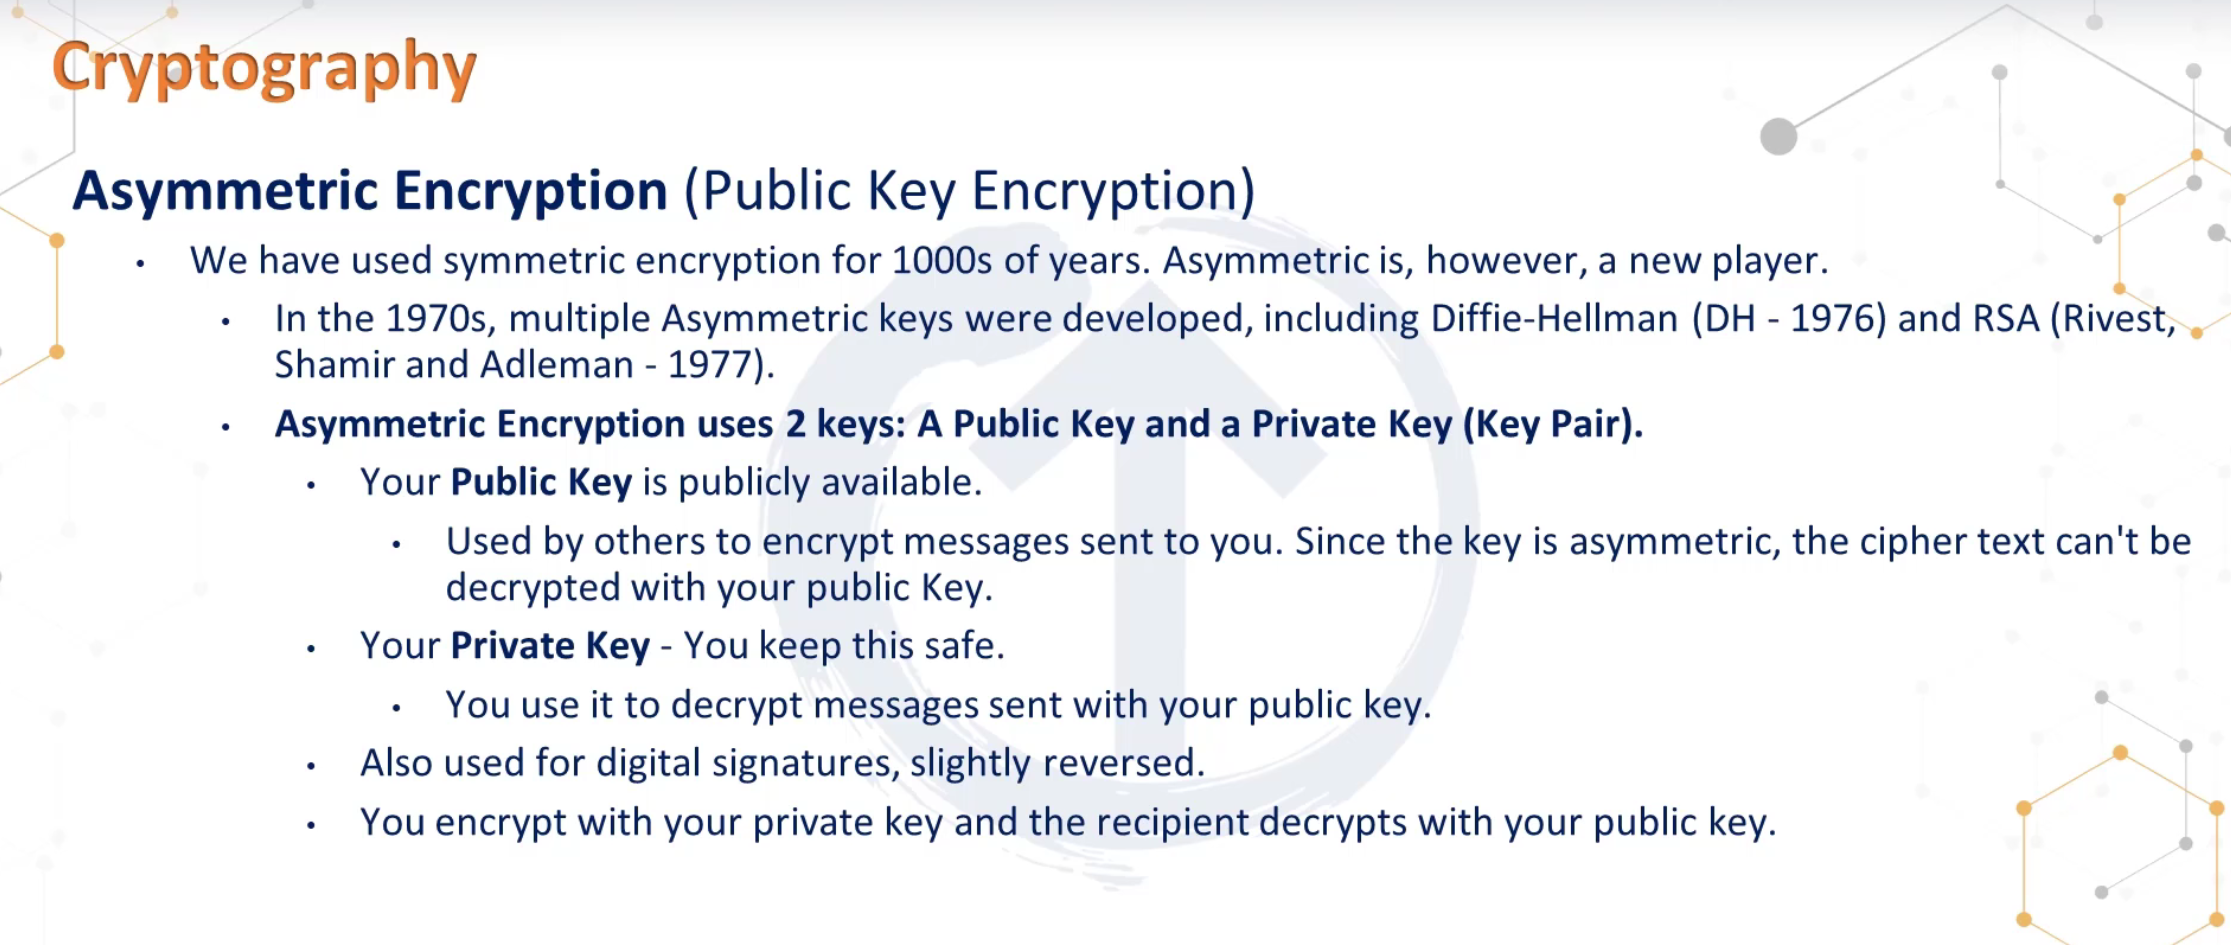 Cryptography
Asymmetric Encryption (Public Key Encryption)
• We have used symmetric encryption for 1000s of years. Asymmetric is, however, a new player.
• In the 1970s, multiple Asymmetric keys were developed, including Diffie-Hellman (DH - 1976) and RSA (Rivest,
Shamir and Adleman - 1977).
• Asymmetric Encryption uses 2 keys: A Public Key and a Private Key (Key Pair).
• Your Public Key is publicly available.
• Used by others to encrypt messages sent to you. Since the key is asymmetric, the cipher text can't be
decrypted with your public Key.
• Your Private Key - You keep this safe.
• You use it to decrypt messages sent with your public key.
• Also used for digital signatures, slightly reversed.
• You encrypt with your private key and the recipient decrypts with your public key.